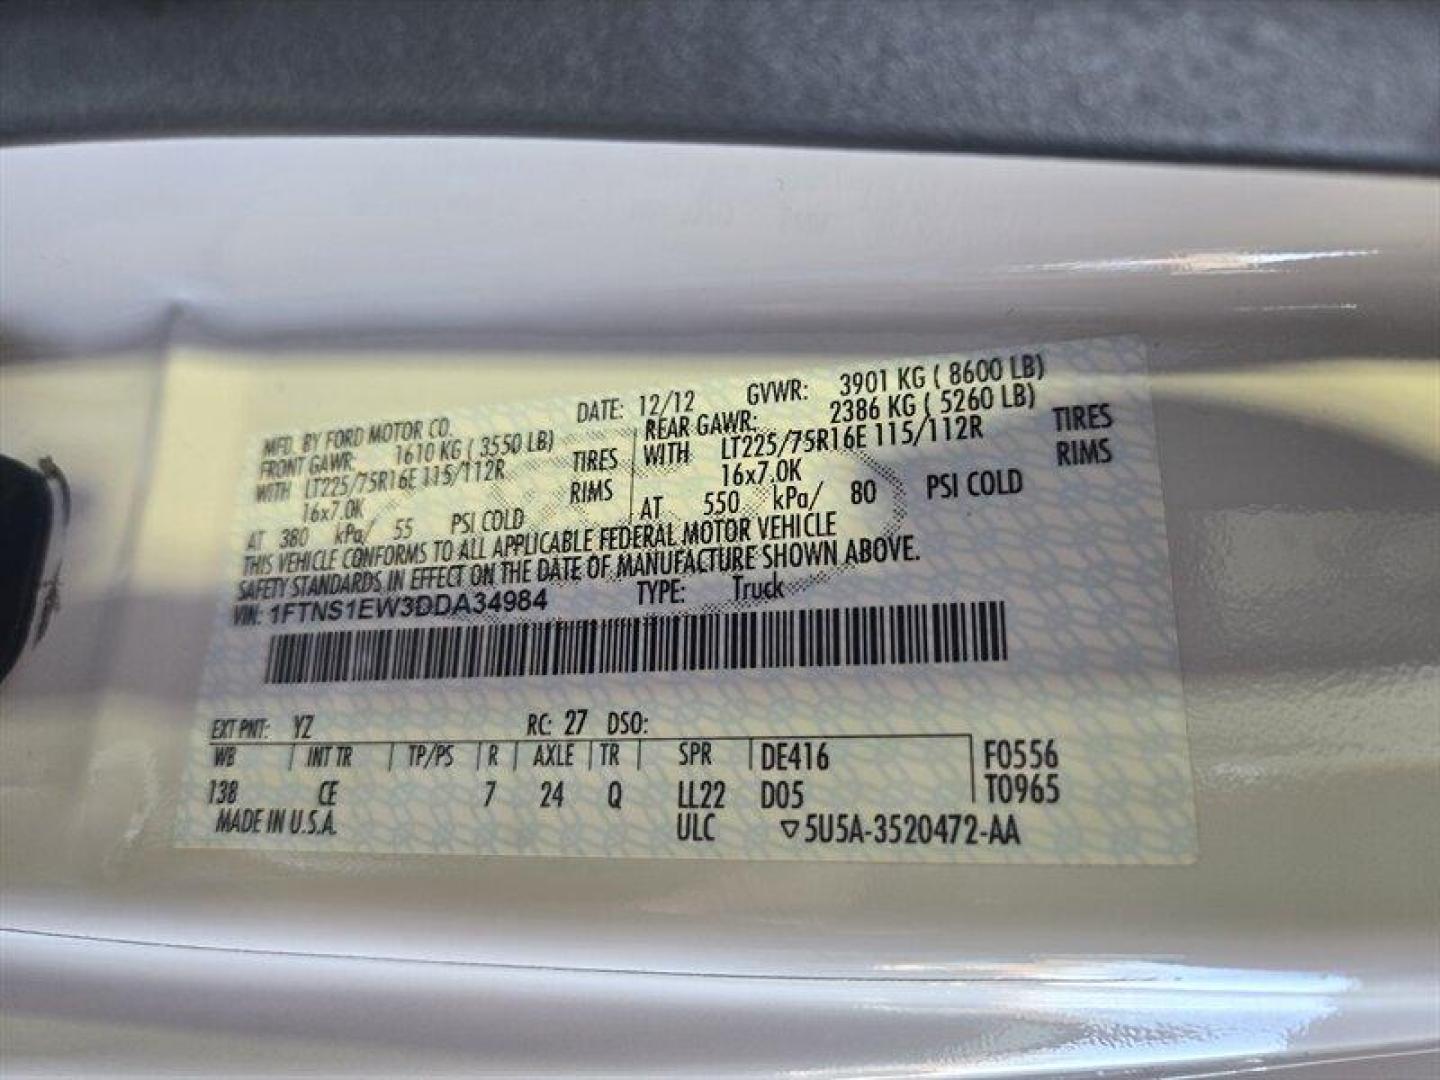 MFD. BY FORD MOTOR CO. DATE: 12/12 GVWR: 3901 KG ( 8600 LB)
FRONT GAWR: 1610 KG ( 3550 LB) REAR GAWR: 2386 KG ( 5260 LB)
WITH LT225/75R16E 115/112R TIRES WITH LT225/75R16E 115/112R TIRES
16x7.0K RIMS 16x7.0K RIMS
AT 380 kPa/ 55 PSI COLD AT 550 kPa/ 80 PSI COLD
THIS VEHICLE CONFORMS TO ALL APPLICABLE FEDERAL MOTOR VEHICLE
SAFETY STANDARDS IN EFFECT ON THE DATE OF MANUFACTURE SHOWN ABOVE.
VIN: 1FTNS1EW3DDA34984 TYPE: Truck
EXT PNT: YZ RC: 27 DSO:
WB INT TR TP/PS R AXLE TR SPR DE416 F0556
138 CE 7 24 Q LL22 D05 T0965
MADE IN U.S.A. ULC ▽5U5A-3520472-AA